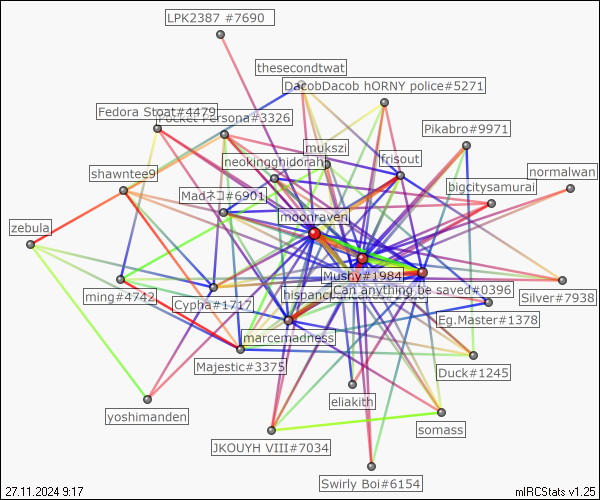 LPK2387 #7690
thesecondtwat
DacobDacob hORNY police#5271
Fedora Stoat#4479
Persona#3326
Pikabro#9971
mukszi
neokingghidorah
frisout
shawntee9
normalwan
bigcitysamurai
Madネコ#6901
moonraven
zebula
Mushy#1984
Can anything be saved#0396
ming#4742
Cypha#1717
Silver#7938
Eg.Master#1378
marcemadness
Majestic#3375
Duck#1245
eliakith
yoshimanden
somass
JKOUYH VIII#7034
Swirly Boi#6154
27.11.2024 9:17
mIRCStats v1.25